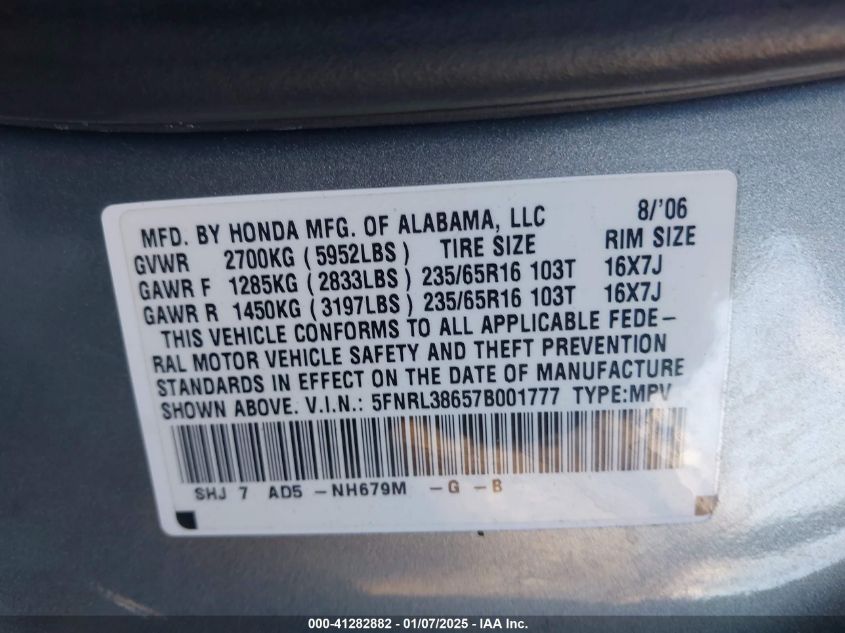 MFD. BY HONDA MFG. OF ALABAMA, LLC 8/'06
GVWR 2700KG (5952LBS) TIRE SIZE RIM SIZE
GAWR F 1285KG (2833LBS) 235/65R16 103T 16X7J
GAWR R 1450KG (3197LBS) 235/65R16 103T 16X7J
THIS VEHICLE CONFORMS TO ALL APPLICABLE FEDE-
RAL MOTOR VEHICLE SAFETY AND THEFT PREVENTION
STANDARDS IN EFFECT ON THE DATE OF MANUFACTURE
SHOWN ABOVE. V.I.N.: 5FNRL38657B001777 TYPE:MPV
SHJ 7 AD5 -NH679M -G -B
000-41282882 - 01/07/2025 - IAA Inc.